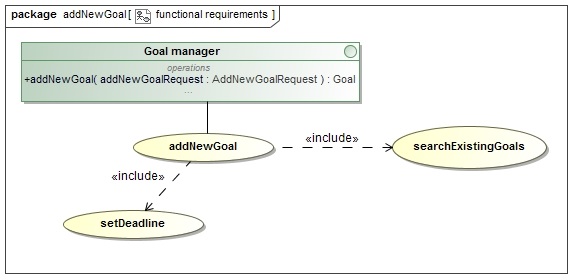 package addNewGoal[ functional requirements ]
Goal manager
operations
+addNewGoal( addNewGoalRequest : AddNewGoalRequest ) : Goal
...
addNewGoal
«include»
searchExistingGoals
«include»
setDeadline